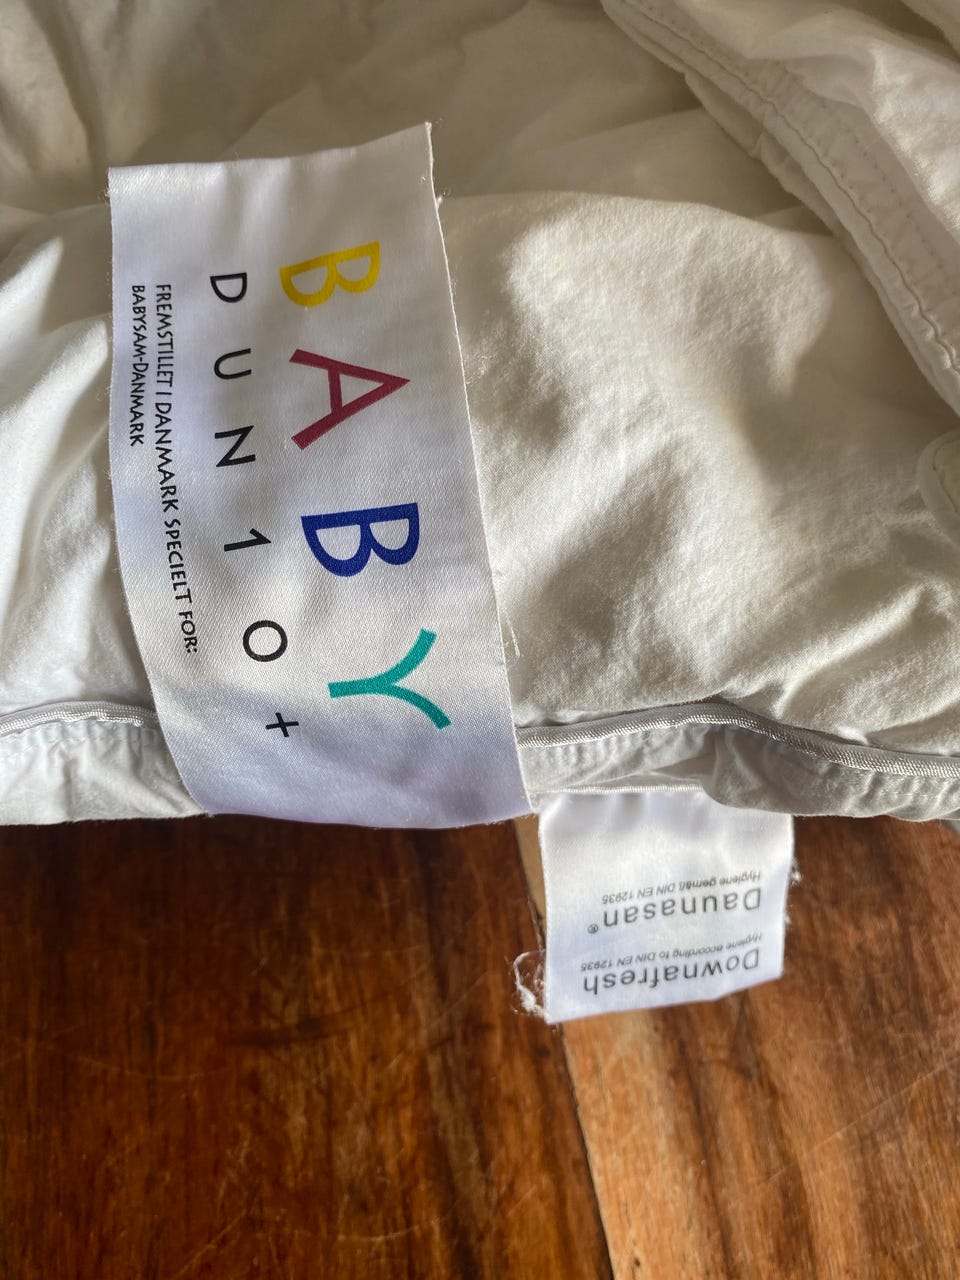 BABY
DUN 10+
FREMSTILLET I DANMARK SPECIELT FOR:
BABYSAM-DANMARK
Downafresh
Hygiene according to DIN EN 12935
Daunasan®
Hygiene gemäß DIN EN 12935